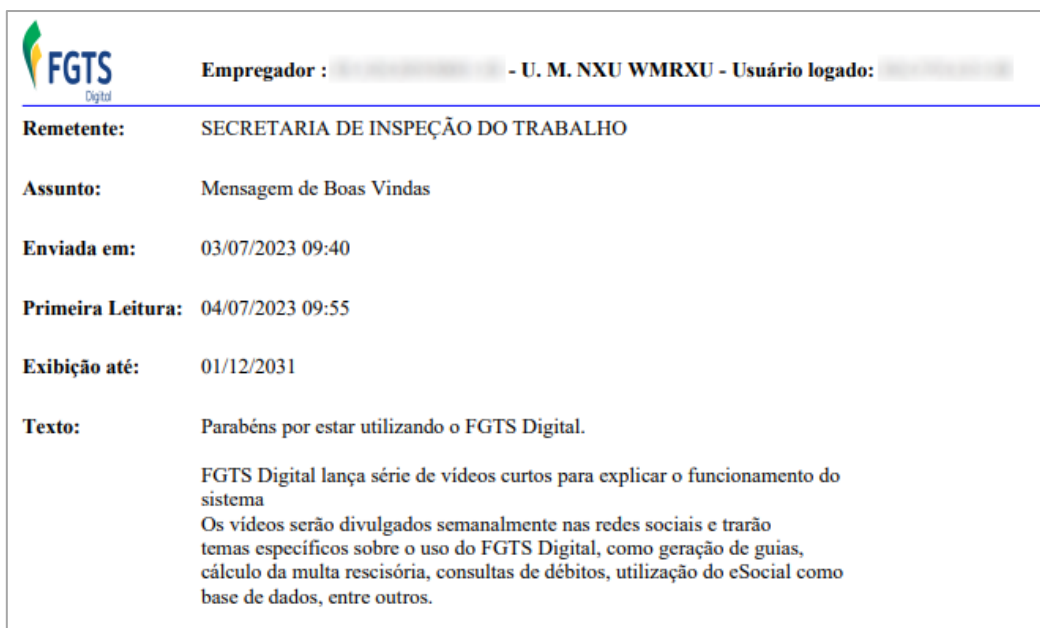 FGTS
Digital
Empregador : - U. M. NXU WMRXU - Usuário logado:
Remetente: SECRETARIA DE INSPEÇÃO DO TRABALHO
Assunto: Mensagem de Boas Vindas
Enviada em: 03/07/2023 09:40
Primeira Leitura: 04/07/2023 09:55
Exibição até: 01/12/2031
Texto: Parabéns por estar utilizando o FGTS Digital.
FGTS Digital lança série de vídeos curtos para explicar o funcionamento do
sistema
Os vídeos serão divulgados semanalmente nas redes sociais e trarão
temas específicos sobre o uso do FGTS Digital, como geração de guias,
cálculo da multa rescisória, consultas de débitos, utilização do eSocial como
base de dados, entre outros.